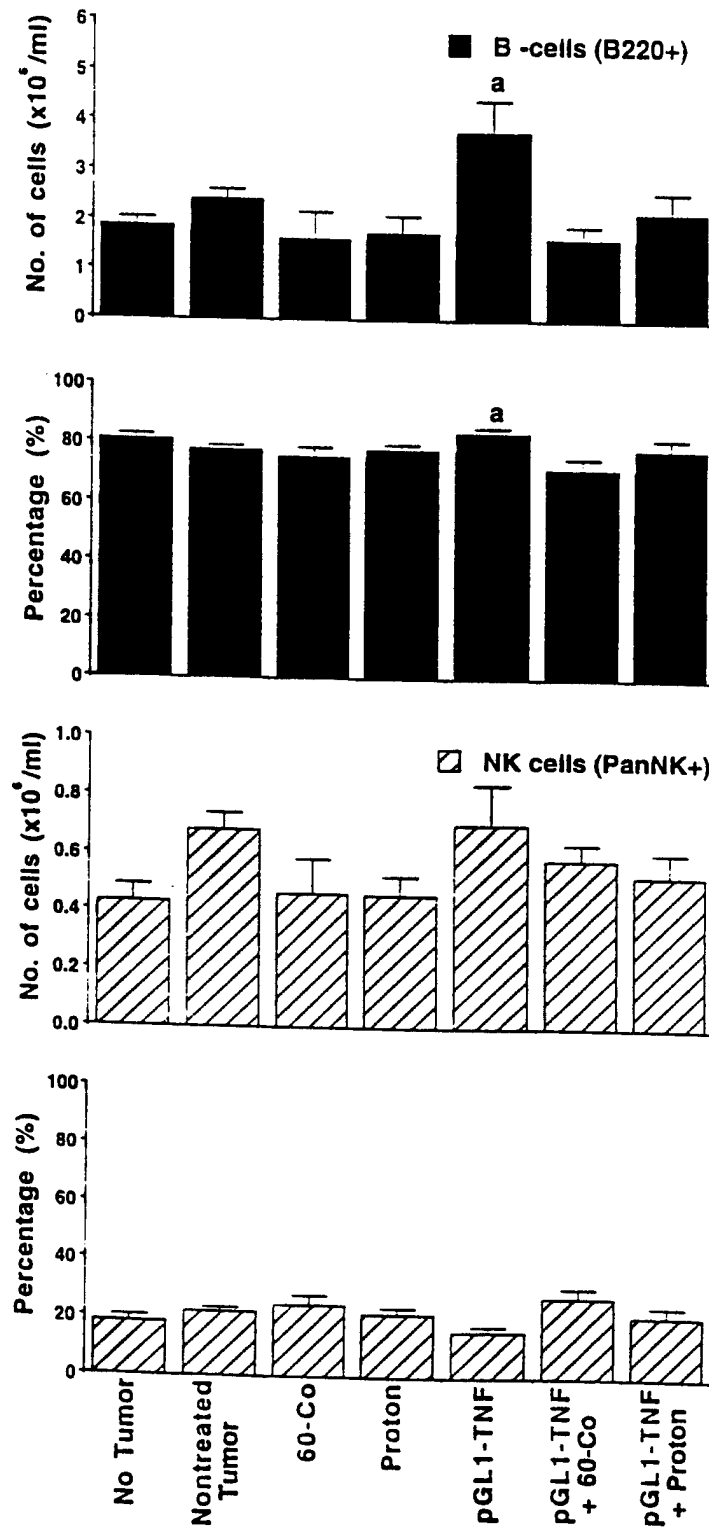 No. of cells (x10⁶/ml)
6
5
4
3
2
1
0
B -cells (B220+)
a
Percentage (%)
100
80
60
40
20
0
a
No. of cells (x10⁶/ml)
1.0
0.8
0.6
0.4
0.2
0.0
NK cells (PanNK+)
Percentage (%)
100
80
60
40
20
0
No Tumor
Nontreated
Tumor
60-Co
Proton
pGL1-TNF
pGL1-TNF
+ 60-Co
pGL1-TNF
+ Proton